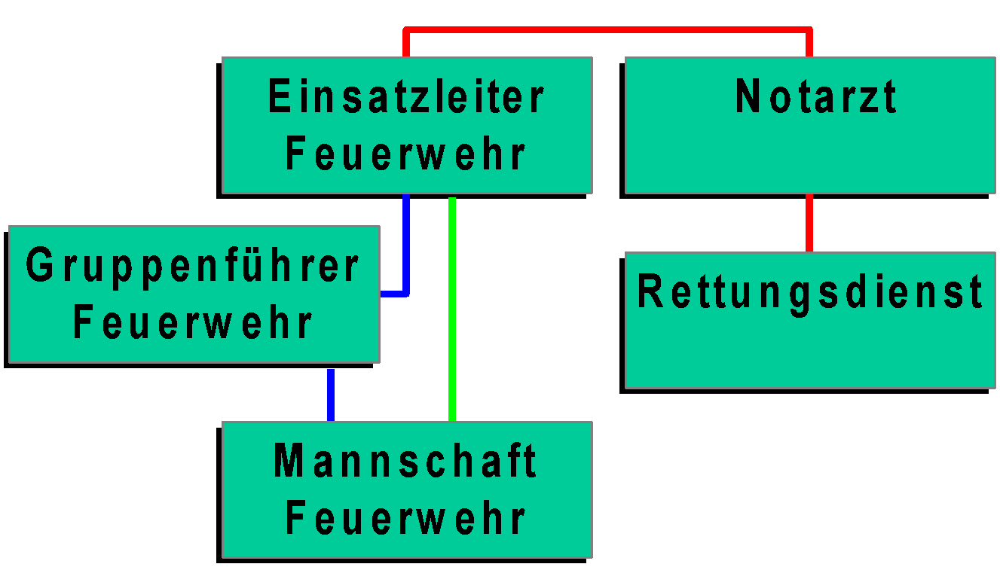 Einsatzleiter
Feuerwehr
Notarzt
Gruppenführer
Feuerwehr
Rettungsdienst
Mannschaft
Feuerwehr